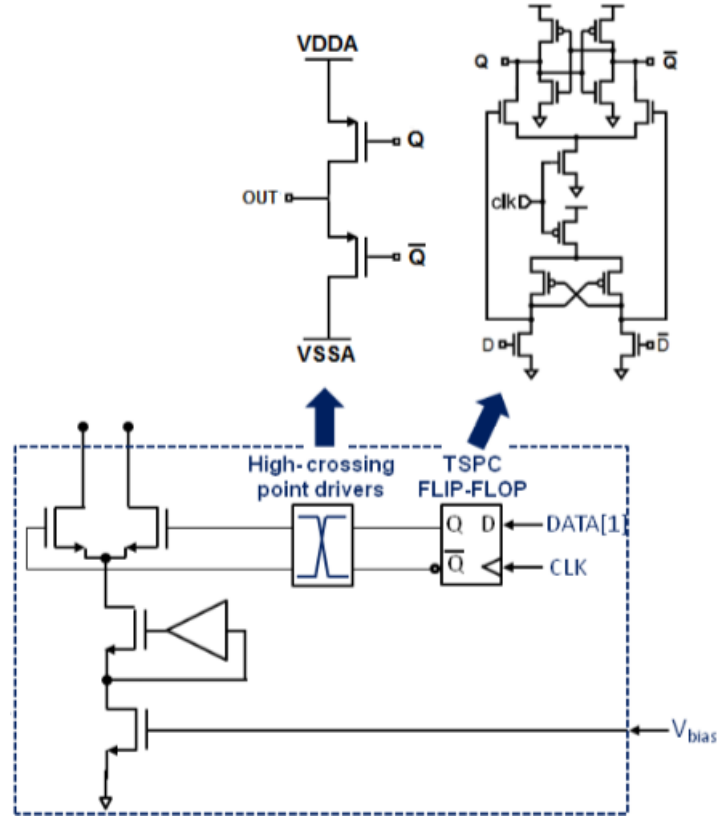 VDDA
Q
OUT
Q̅
VSSA
Q
Q̅
clk
D
D̅
High-crossing
point drivers
TSPC
FLIP-FLOP
Q D
Q̅
DATA[1]
CLK
Vbias